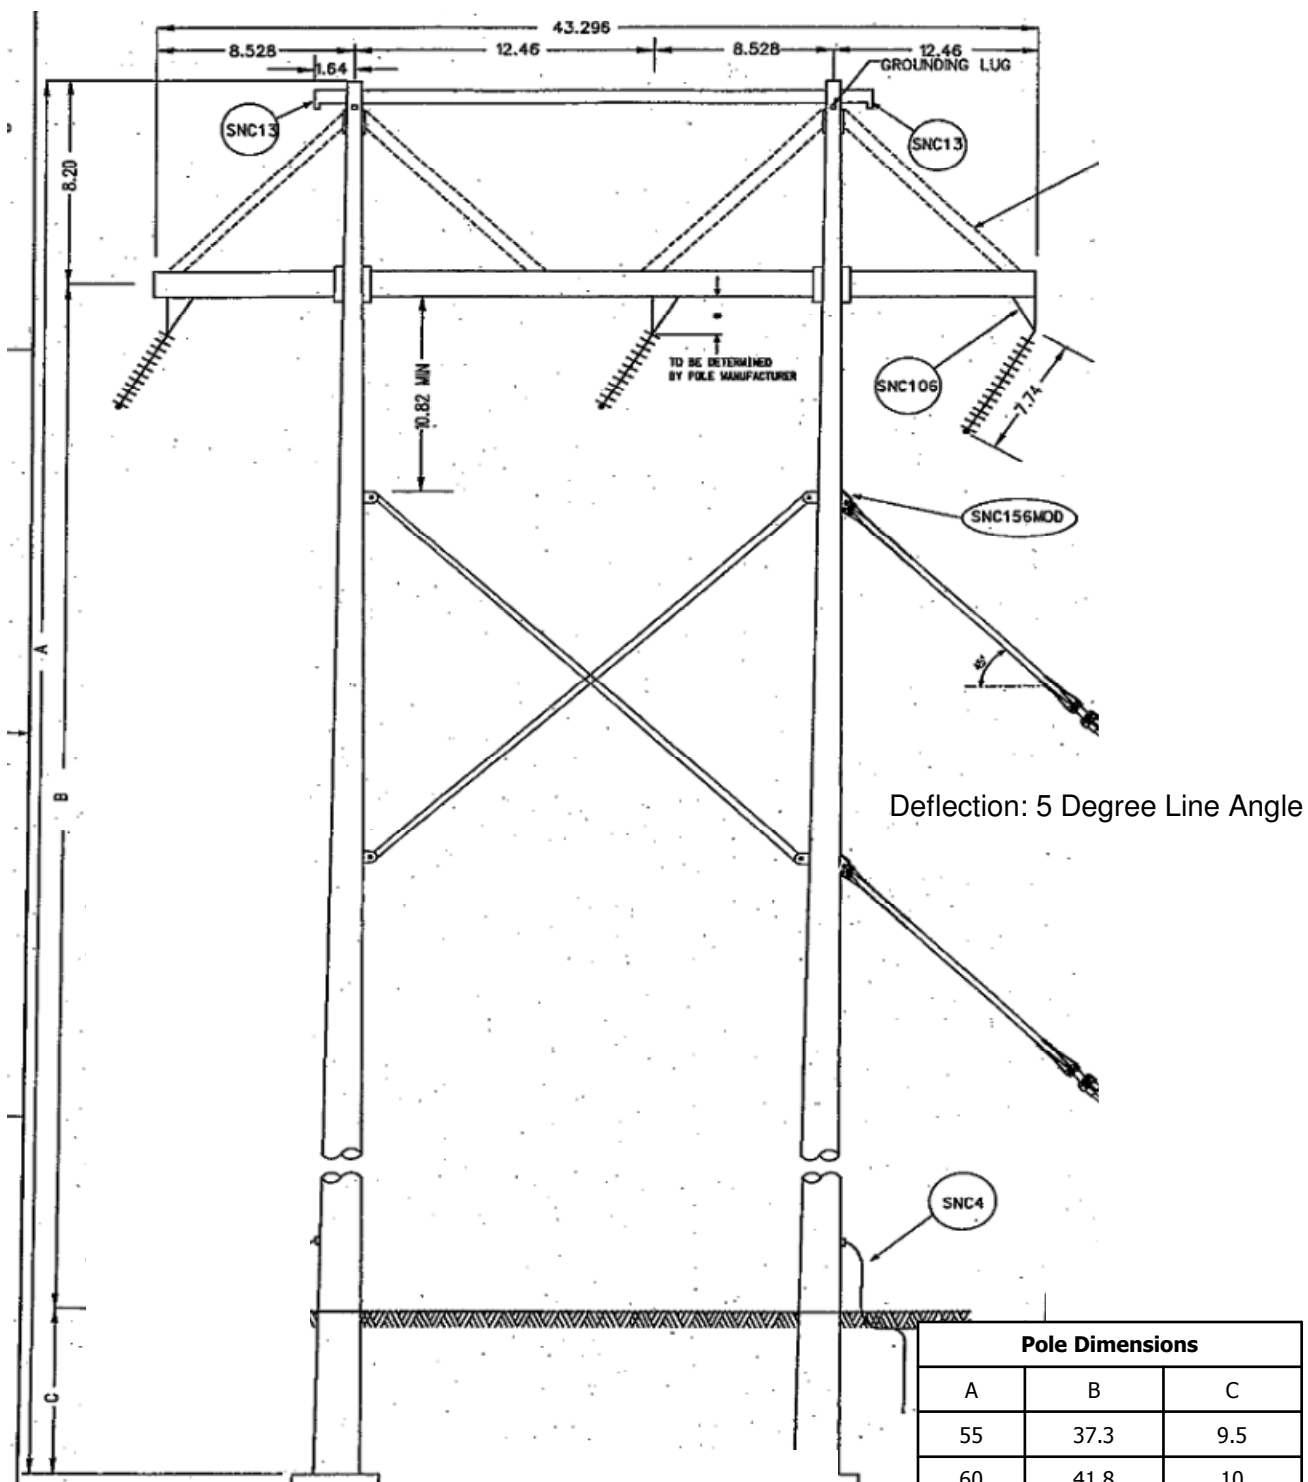 43.296
8.528
12.46
8.528
12.46
1.64
GROUNDING LUG
SNC13
SNC13
8.20
TO BE DETERMINED
BY POLE MANUFACTURER
10.82 MIN
SNC106
7.74
SNC156MOD
A
45°
B
Deflection: 5 Degree Line Angle
SNC4
C
Pole Dimensions
A B C
55 37.3 9.5
60 41.8 10